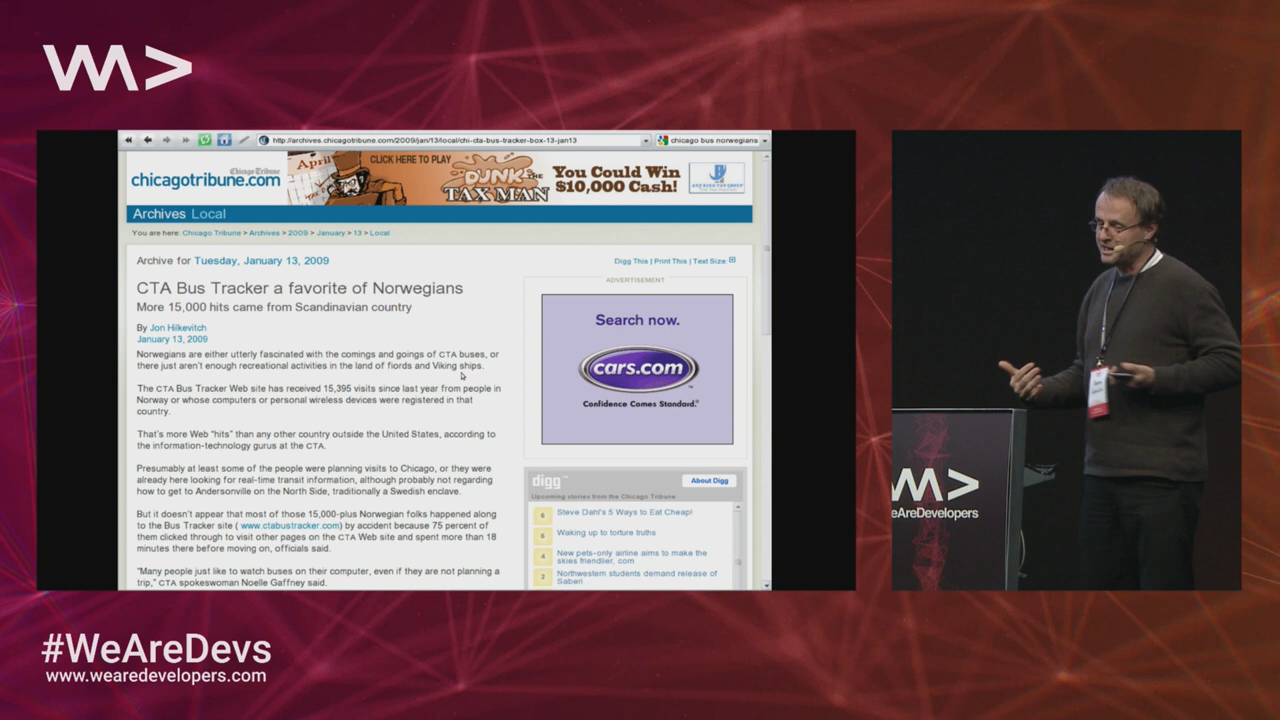 WΛ>
http://archives.chicagotribune.com/2009/jan/13/local/chi-cta-bus-tracker-box-13-jan13
chicago bus norwegians
Chicago Tribune
chicagotribune.com
April
CLICK HERE TO PLAY
DUNK THE
TAX MAN
You Could Win
$10,000 Cash!
Archives Local
You are here: Chicago Tribune > Archives > 2009 > January > 13 > Local
Archive for Tuesday, January 13, 2009
Digg This | Print This | Text Size:
CTA Bus Tracker a favorite of Norwegians
More 15,000 hits came from Scandinavian country
By Jon Hilkevitch
January 13, 2009
Norwegians are either utterly fascinated with the comings and goings of CTA buses, or
there just aren't enough recreational activities in the land of fiords and Viking ships.
The CTA Bus Tracker Web site has received 15,395 visits since last year from people in
Norway or whose computers or personal wireless devices were registered in that
country.
That's more Web "hits" than any other country outside the United States, according to
the information-technology gurus at the CTA.
Presumably at least some of the people were planning visits to Chicago, or they were
already here looking for real-time transit information, although probably not regarding
how to get to Andersonville on the North Side, traditionally a Swedish enclave.
But it doesn't appear that most of those 15,000-plus Norwegian folks happened along
to the Bus Tracker site ( www.ctabustracker.com) by accident because 75 percent of
them clicked through to visit other pages on the CTA Web site and spent more than 18
minutes there before moving on, officials said.
"Many people just like to watch buses on their computer, even if they are not planning a
trip," CTA spokeswoman Noelle Gaffney said.
ADVERTISEMENT
Search now.
cars.com
Confidence Comes Standard.
digg
About Digg
Upcoming stories from the Chicago Tribune
6 Steve Dahl's 5 Ways to Eat Cheap!
6 Waking up to torture truths
4 New pets-only airline aims to make the
skies friendlier, com
2 Northwestern students demand release of
Saberi
WΛ>
eAreDevelopers
#WeAreDevs
www.wearedevelopers.com